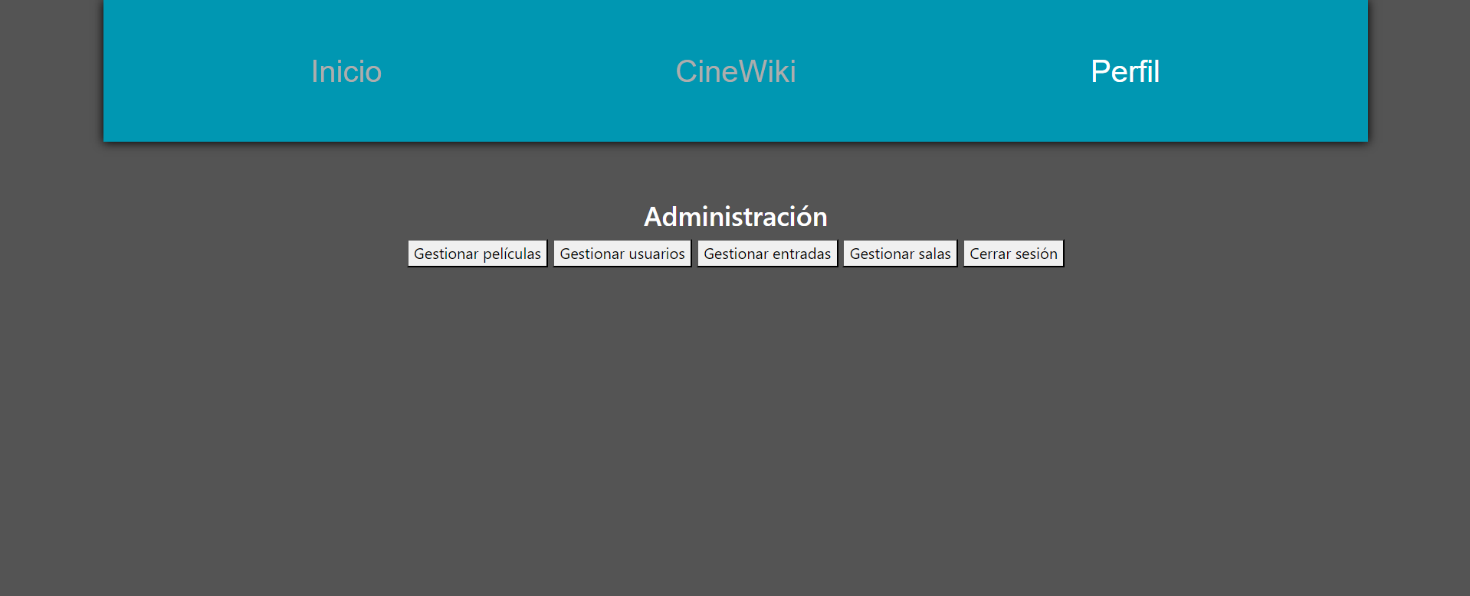 Inicio CineWiki Perfil
Administración
Gestionar películas Gestionar usuarios Gestionar entradas Gestionar salas Cerrar sesión